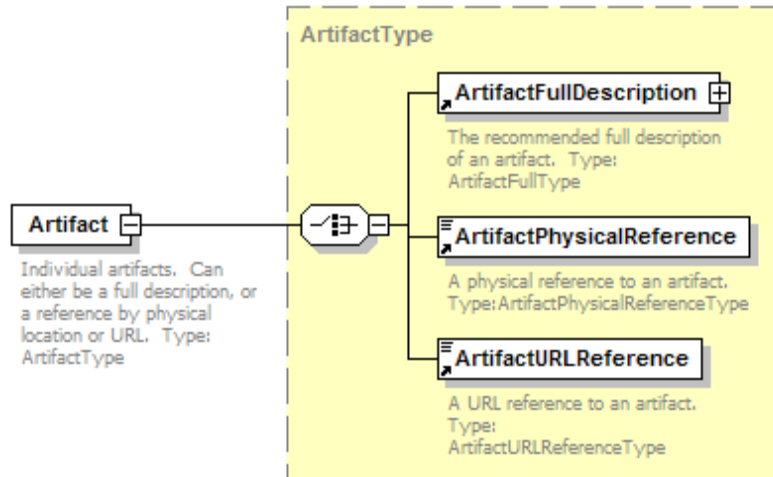 ArtifactType
ArtifactFullDescription
The recommended full description
of an artifact. Type:
ArtifactFullType
Artifact
Individual artifacts. Can
either be a full description, or
a reference by physical
location or URL. Type:
ArtifactType
ArtifactPhysicalReference
A physical reference to an artifact.
Type:ArtifactPhysicalReferenceType
ArtifactURLReference
A URL reference to an artifact.
Type:
ArtifactURLReferenceType